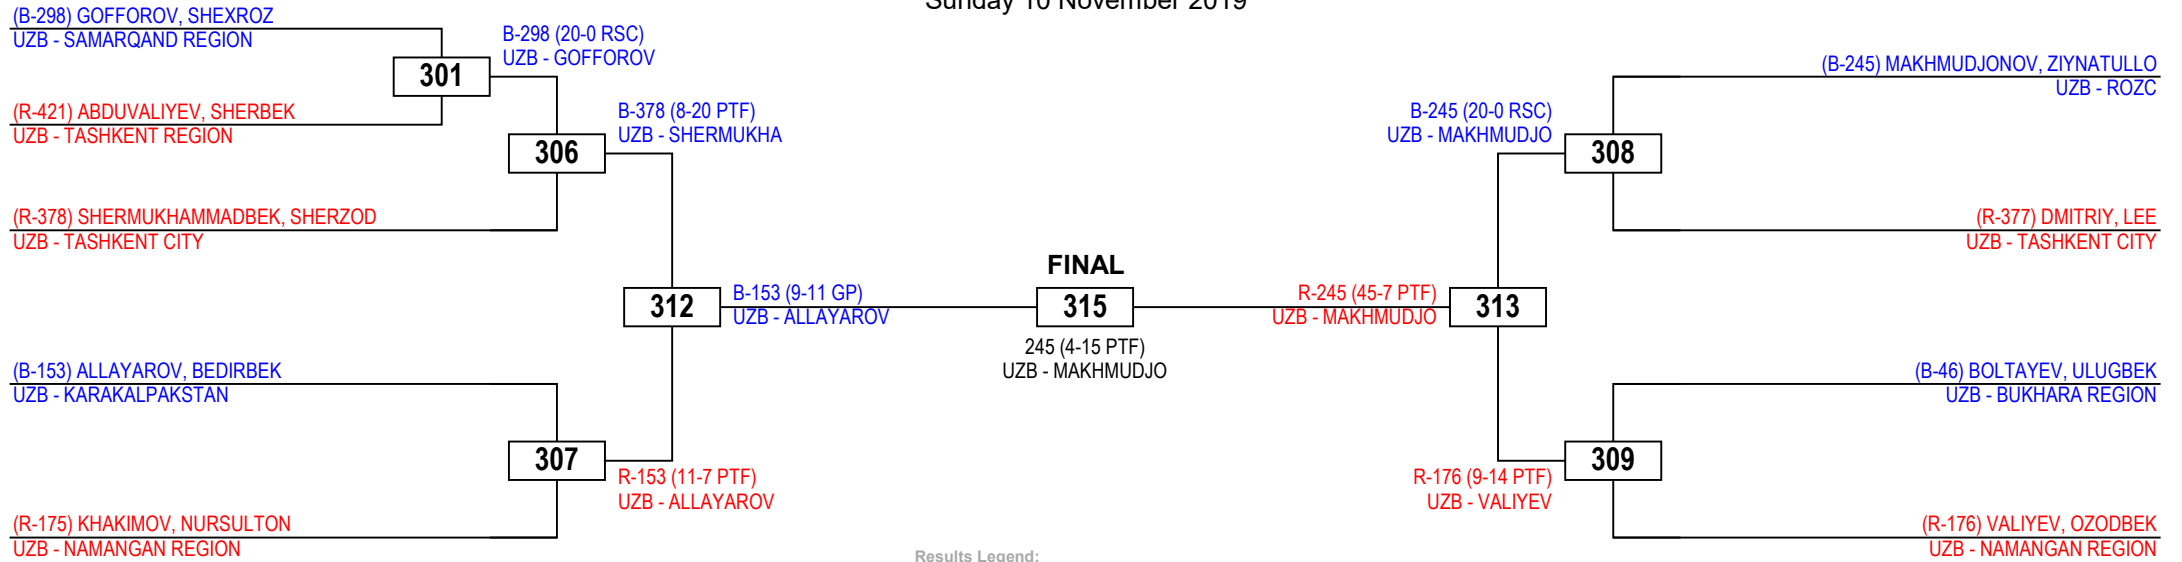 Sunday 10 November 2019
(B-298) GOFFOROV, SHEXROZ
UZB - SAMARQAND REGION
B-298 (20-0 RSC)
UZB - GOFFOROV
301
(R-421) ABDUVALIYEV, SHERBEK
UZB - TASHKENT REGION
B-378 (8-20 PTF)
UZB - SHERMUKHA
306
(R-378) SHERMUKHAMMADBEK, SHERZOD
UZB - TASHKENT CITY
312
B-153 (9-11 GP)
UZB - ALLAYAROV
(B-153) ALLAYAROV, BEDIRBEK
UZB - KARAKALPAKSTAN
307
R-153 (11-7 PTF)
UZB - ALLAYAROV
(R-175) KHAKIMOV, NURSULTON
UZB - NAMANGAN REGION
FINAL
315
245 (4-15 PTF)
UZB - MAKHMUDJO
(B-245) MAKHMUDJONOV, ZIYNATULLO
UZB - ROZC
B-245 (20-0 RSC)
UZB - MAKHMUDJO
308
(R-377) DMITRIY, LEE
UZB - TASHKENT CITY
R-245 (45-7 PTF)
UZB - MAKHMUDJO
313
(B-46) BOLTAYEV, ULUGBEK
UZB - BUKHARA REGION
309
R-176 (9-14 PTF)
UZB - VALIYEV
(R-176) VALIYEV, OZODBEK
UZB - NAMANGAN REGION
Results Legend: